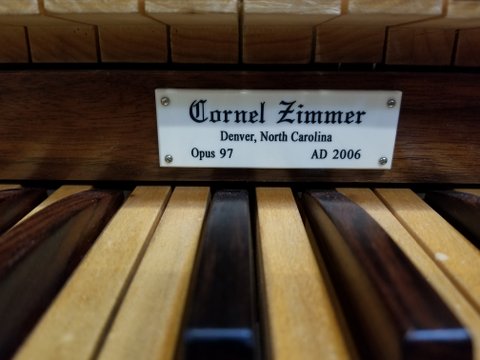 Cornel Zimmer
Denver, North Carolina
Opus 97 AD 2006